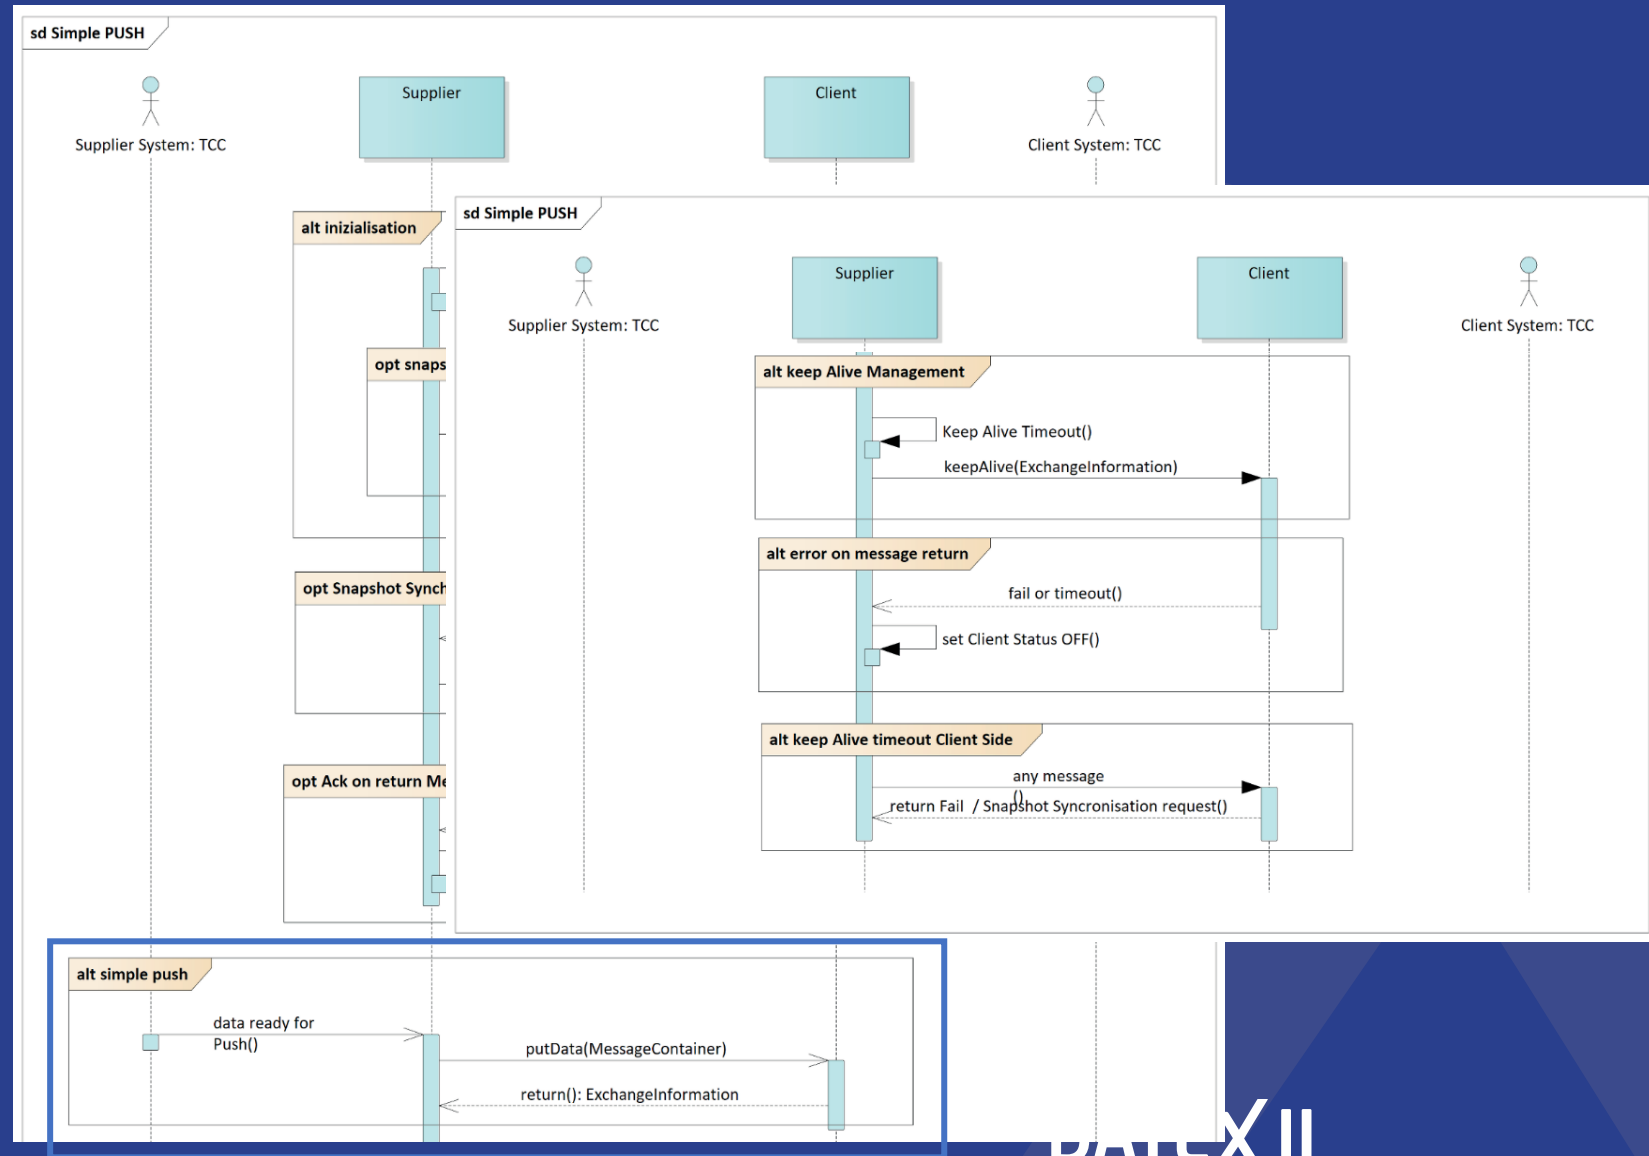 sd Simple PUSH
Supplier
Client
Supplier System: TCC
Client System: TCC
alt inizialisation
opt snaps
opt Snapshot Synch
opt Ack on return Me
sd Simple PUSH
Supplier
Client
Supplier System: TCC
Client System: TCC
alt keep Alive Management
Keep Alive Timeout()
keepAlive(ExchangeInformation)
alt error on message return
fail or timeout()
set Client Status OFF()
alt keep Alive timeout Client Side
any message
()
return Fail / Snapshot Syncronisation request()
alt simple push
data ready for
Push()
putData(MessageContainer)
return(): ExchangeInformation
DATEX II